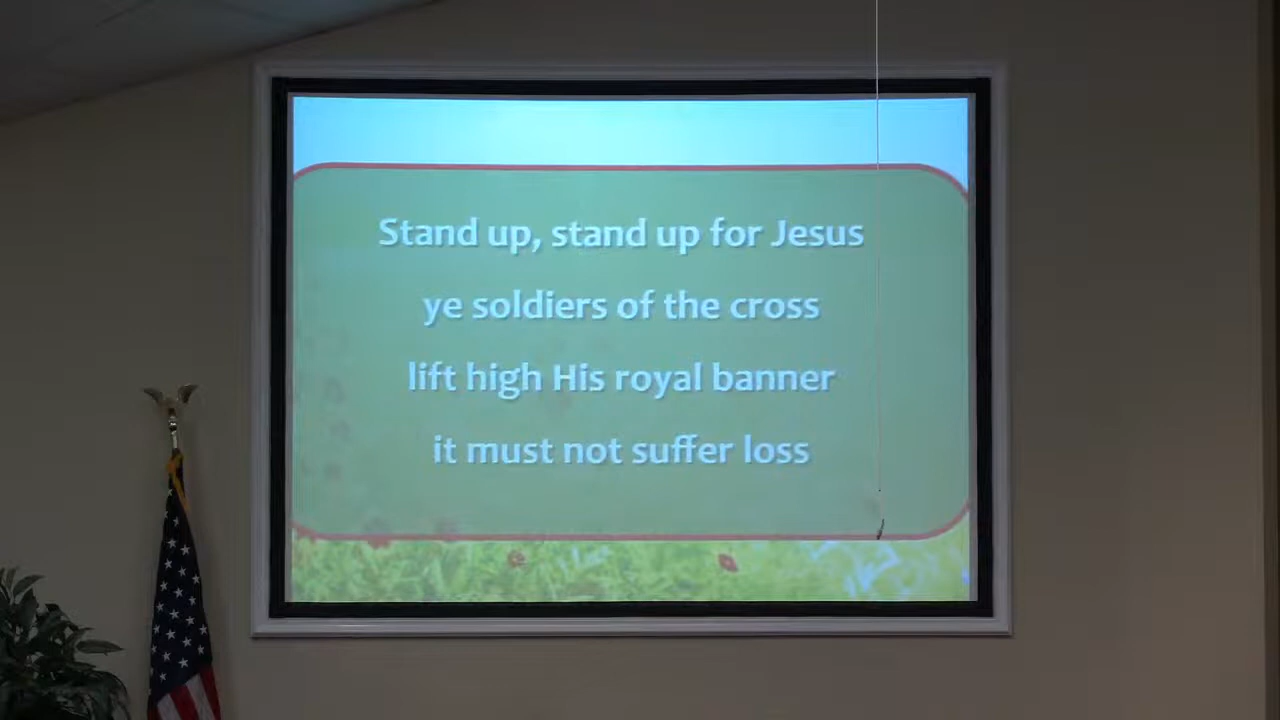 Stand up, stand up for Jesus
ye soldiers of the cross
lift high His royal banner
it must not suffer loss